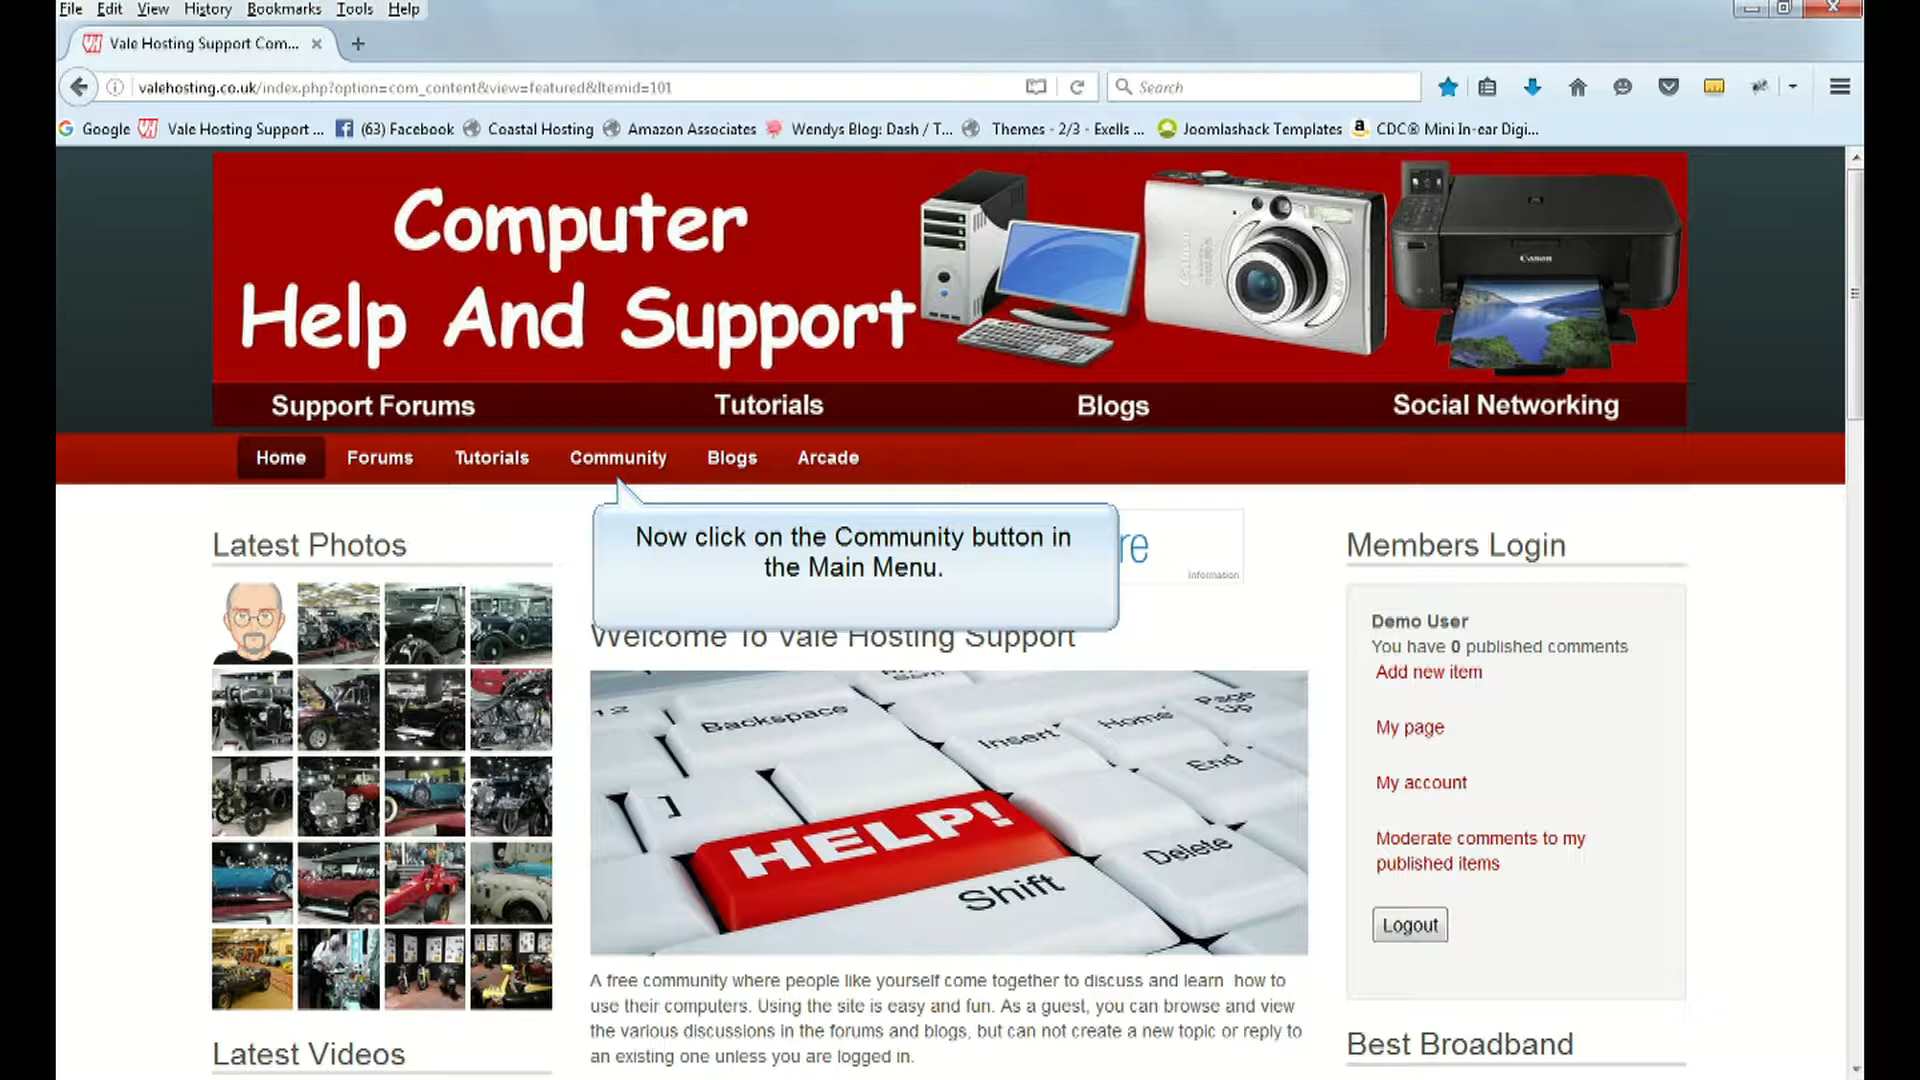 File Edit View History Bookmarks Tools Help
Vale Hosting Support Com...
valehosting.co.uk/index.php?option=com_content&view=featured&Itemid=101
Search
Google Vale Hosting Support ... (63) Facebook Coastal Hosting Amazon Associates Wendys Blog: Dash / T... Themes - 2/3 - Exells ... Joomlashack Templates CDC® Mini In-ear Digi...
Computer
Help And Support
Canon
Support Forums Tutorials Blogs Social Networking
Home Forums Tutorials Community Blogs Arcade
Now click on the Community button in
the Main Menu.
re
Information
Latest Photos
Welcome To Vale Hosting Support
Backspace
Insert
Home
Page
Up
End
Delete
]
HELP!
Shift
A free community where people like yourself come together to discuss and learn how to
use their computers. Using the site is easy and fun. As a guest, you can browse and view
the various discussions in the forums and blogs, but can not create a new topic or reply to
an existing one unless you are logged in.
Latest Videos
Members Login
Demo User
You have 0 published comments
Add new item
My page
My account
Moderate comments to my
published items
Logout
Best Broadband